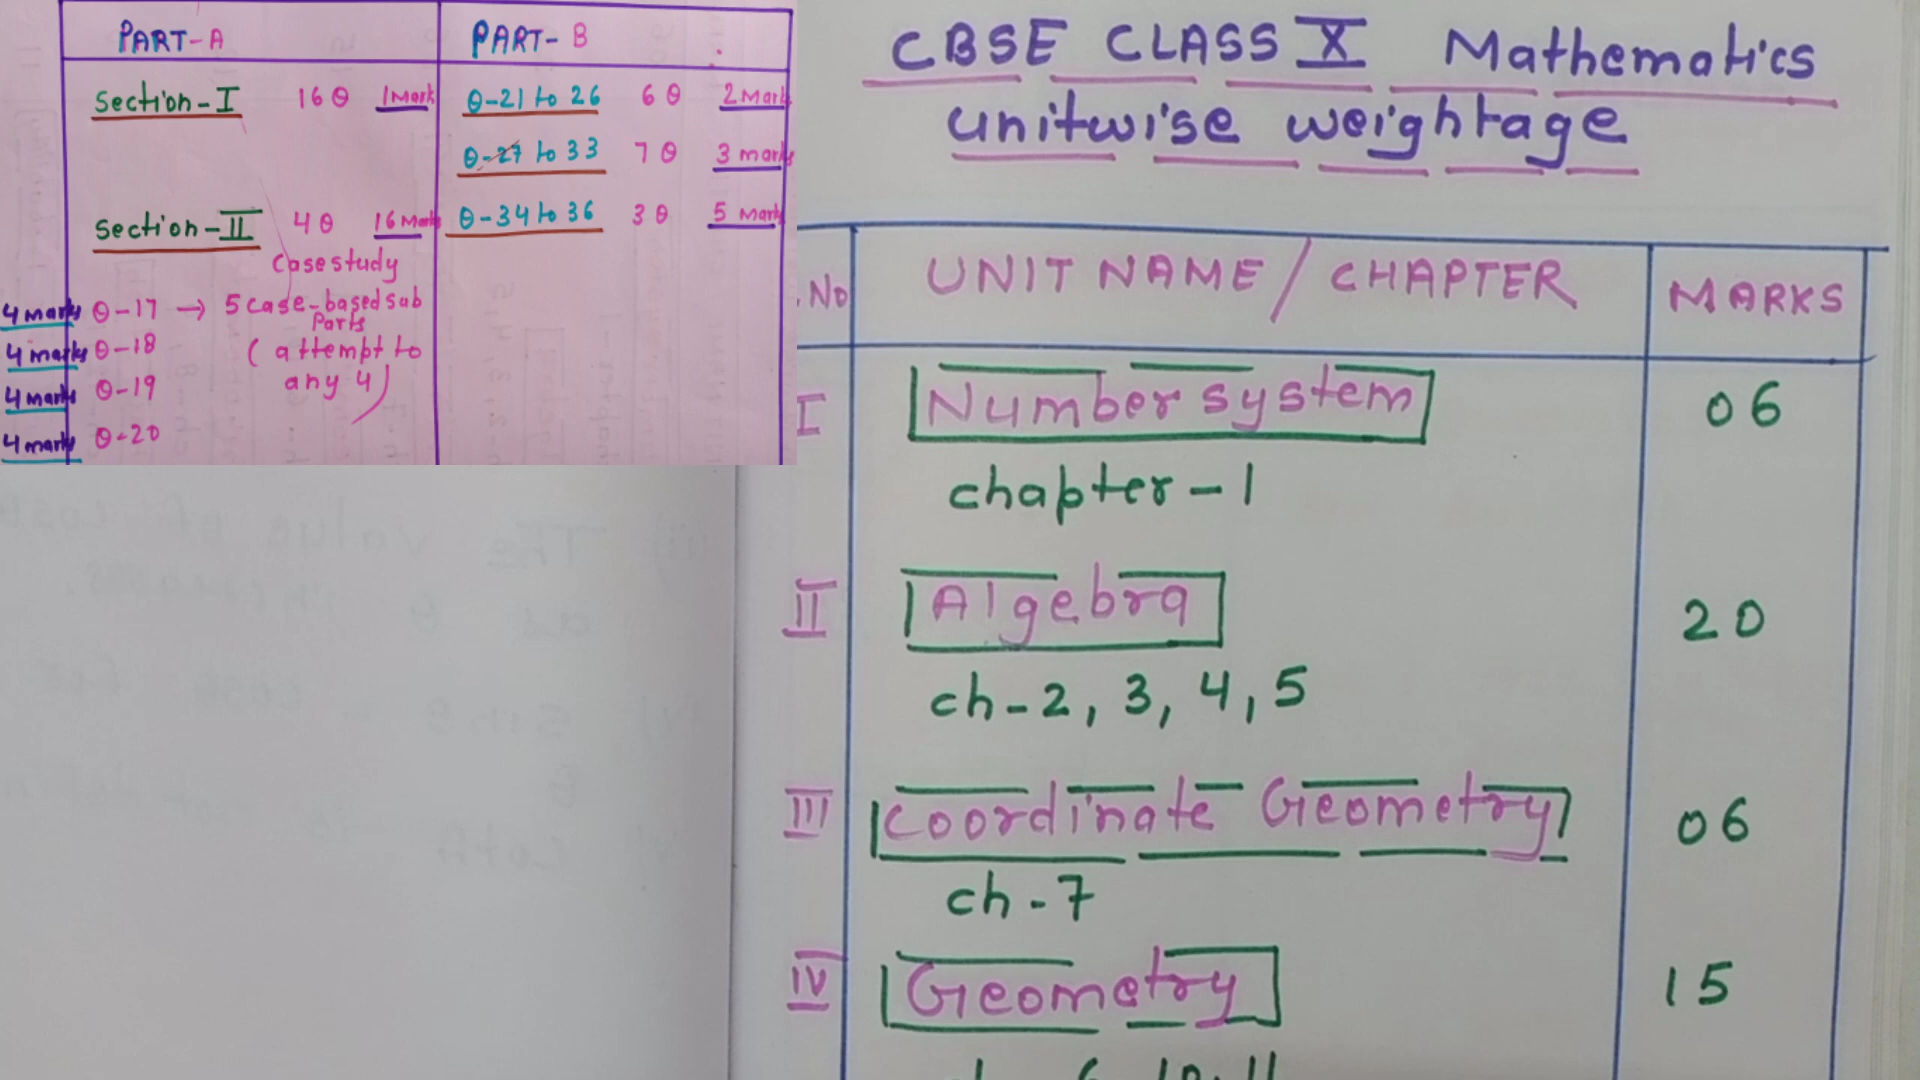 PART-A
PART-B
Section-I 16 Q 1 Mark
Q-21 to 26 6 Q 2 Mark
Q-27 to 33 7 Q 3 marks
Section-II 4 Q 16 Mark
Q-34 to 36 3 Q 5 Mark
Case study
4 marks Q-17 → 5 case-based sub
Parts
4 marks Q-18 (attempt to
any 4)
4 marks Q-19
4 marks Q-20
CBSE CLASS X Mathematics
unitwise weightage
.No UNIT NAME / CHAPTER MARKS
I Number system 06
chapter-1
II Algebra 20
ch-2, 3, 4, 5
III Coordinate Geometry 06
ch-7
IV Geometry 15